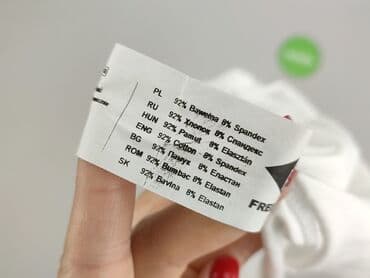 PL 92% Bawełna 8% Spandex
RU 92% Хлопок 8% Спандекс
HUN 92% Pamut 8% Elasztán
ENG 92% Cotton 8% Spandex
BG 92% Памук 8% Еластан
ROM 92% Bumbac 8% Elastan
SK 92% Bavlna 8% Elastan
FRE